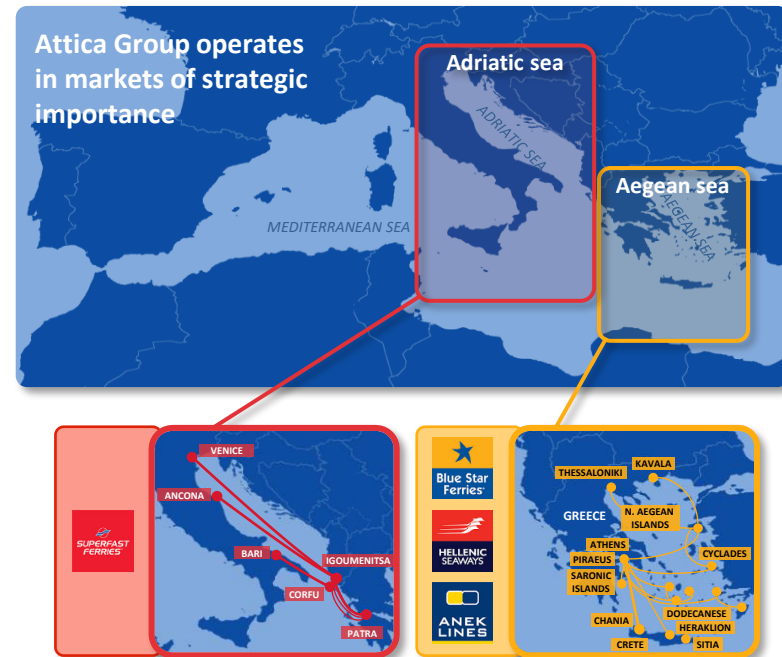 Attica Group operates
in markets of strategic
importance
Adriatic sea
ADRIATIC SEA
Aegean sea
AEGEAN SEA
MEDITERRANEAN SEA
SUPERFAST
FERRIES
VENICE
ANCONA
BARI
IGOUMENITSA
CORFU
PATRA
Blue Star
Ferries
HELLENIC
SEAWAYS
ANEK
LINES
KAVALA
THESSALONIKI
GREECE
N. AEGEAN
ISLANDS
ATHENS
PIRAEUS
CYCLADES
SARONIC
ISLANDS
DODECANESE
CHANIA
HERAKLION
CRETE
SITIA